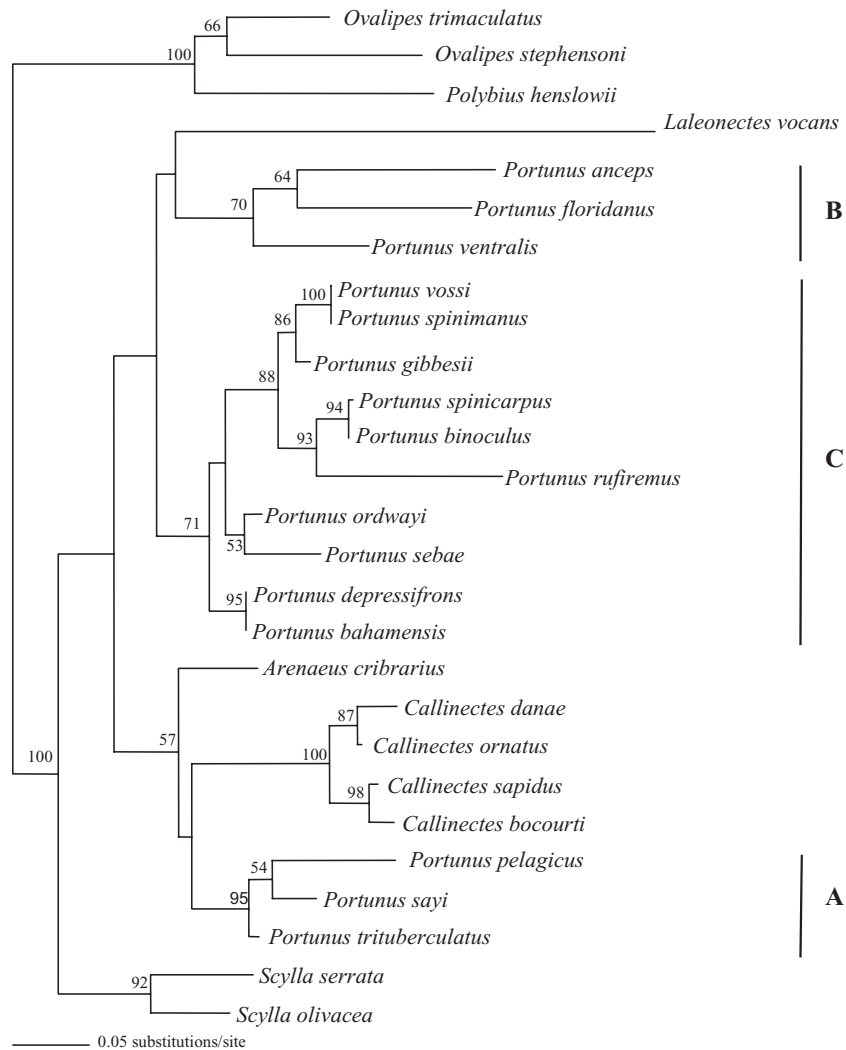 Ovalipes trimaculatus
66
Ovalipes stephensoni
100
Polybius henslowii
Laleonectes vocans
Portunus anceps
64
Portunus floridanus
B
70
Portunus ventralis
Portunus vossi
100
Portunus spinimanus
86
Portunus gibbesii
88
Portunus spinicarpus
94
Portunus binoculus
93
C
Portunus rufiremus
Portunus ordwayi
71
53
Portunus sebae
Portunus depressifrons
95
Portunus bahamensis
Arenaeus cribrarius
Callinectes danae
87
Callinectes ornatus
57
100
100
Callinectes sapidus
98
Callinectes bocourti
Portunus pelagicus
54
Portunus sayi
95
A
Portunus trituberculatus
Scylla serrata
92
Scylla olivacea
0.05 substitutions/site